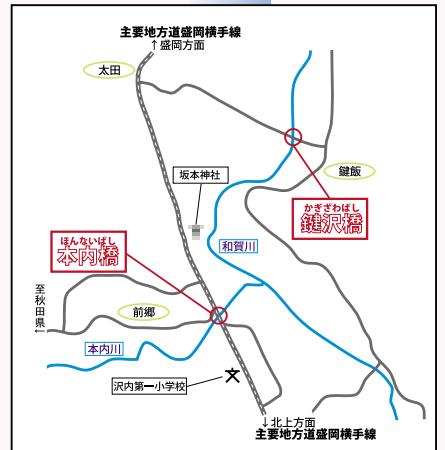 主要地方道盛岡横手線
↑盛岡方面
太田
坂本神社
鍵飯
かぎざわばし
鍵沢橋
ほんないばし
本内橋
和賀川
至秋田県←
前郷
本内川
沢内第一小学校
文
↓北上方面
主要地方道盛岡横手線